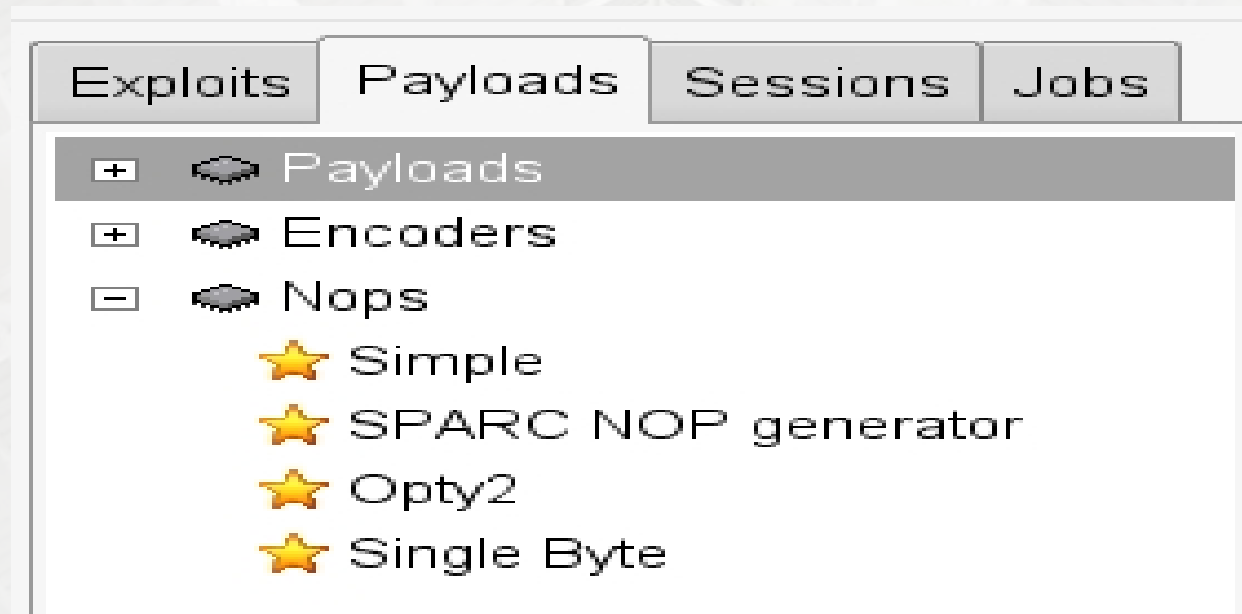 Exploits Payloads Sessions Jobs
Payloads
Encoders
Nops
Simple
SPARC NOP generator
Opty2
Single Byte